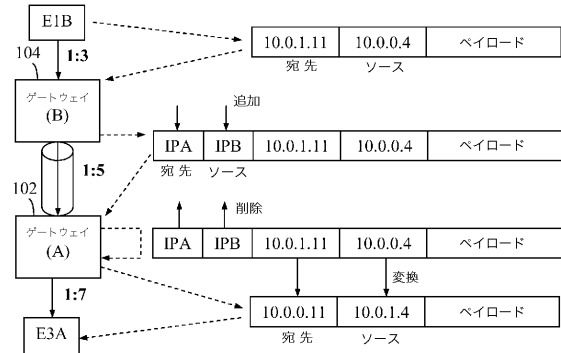 E1B
10.0.1.11 10.0.0.4 ペイロード
宛先 ソース
1:3
104
ゲートウェイ
(B)
追加
IPA IPB 10.0.1.11 10.0.0.4 ペイロード
宛先 ソース
1:5
102
ゲートウェイ
(A)
削除
IPA IPB 10.0.1.11 10.0.0.4 ペイロード
変換
1:7
10.0.0.11 10.0.1.4 ペイロード
宛先 ソース
E3A